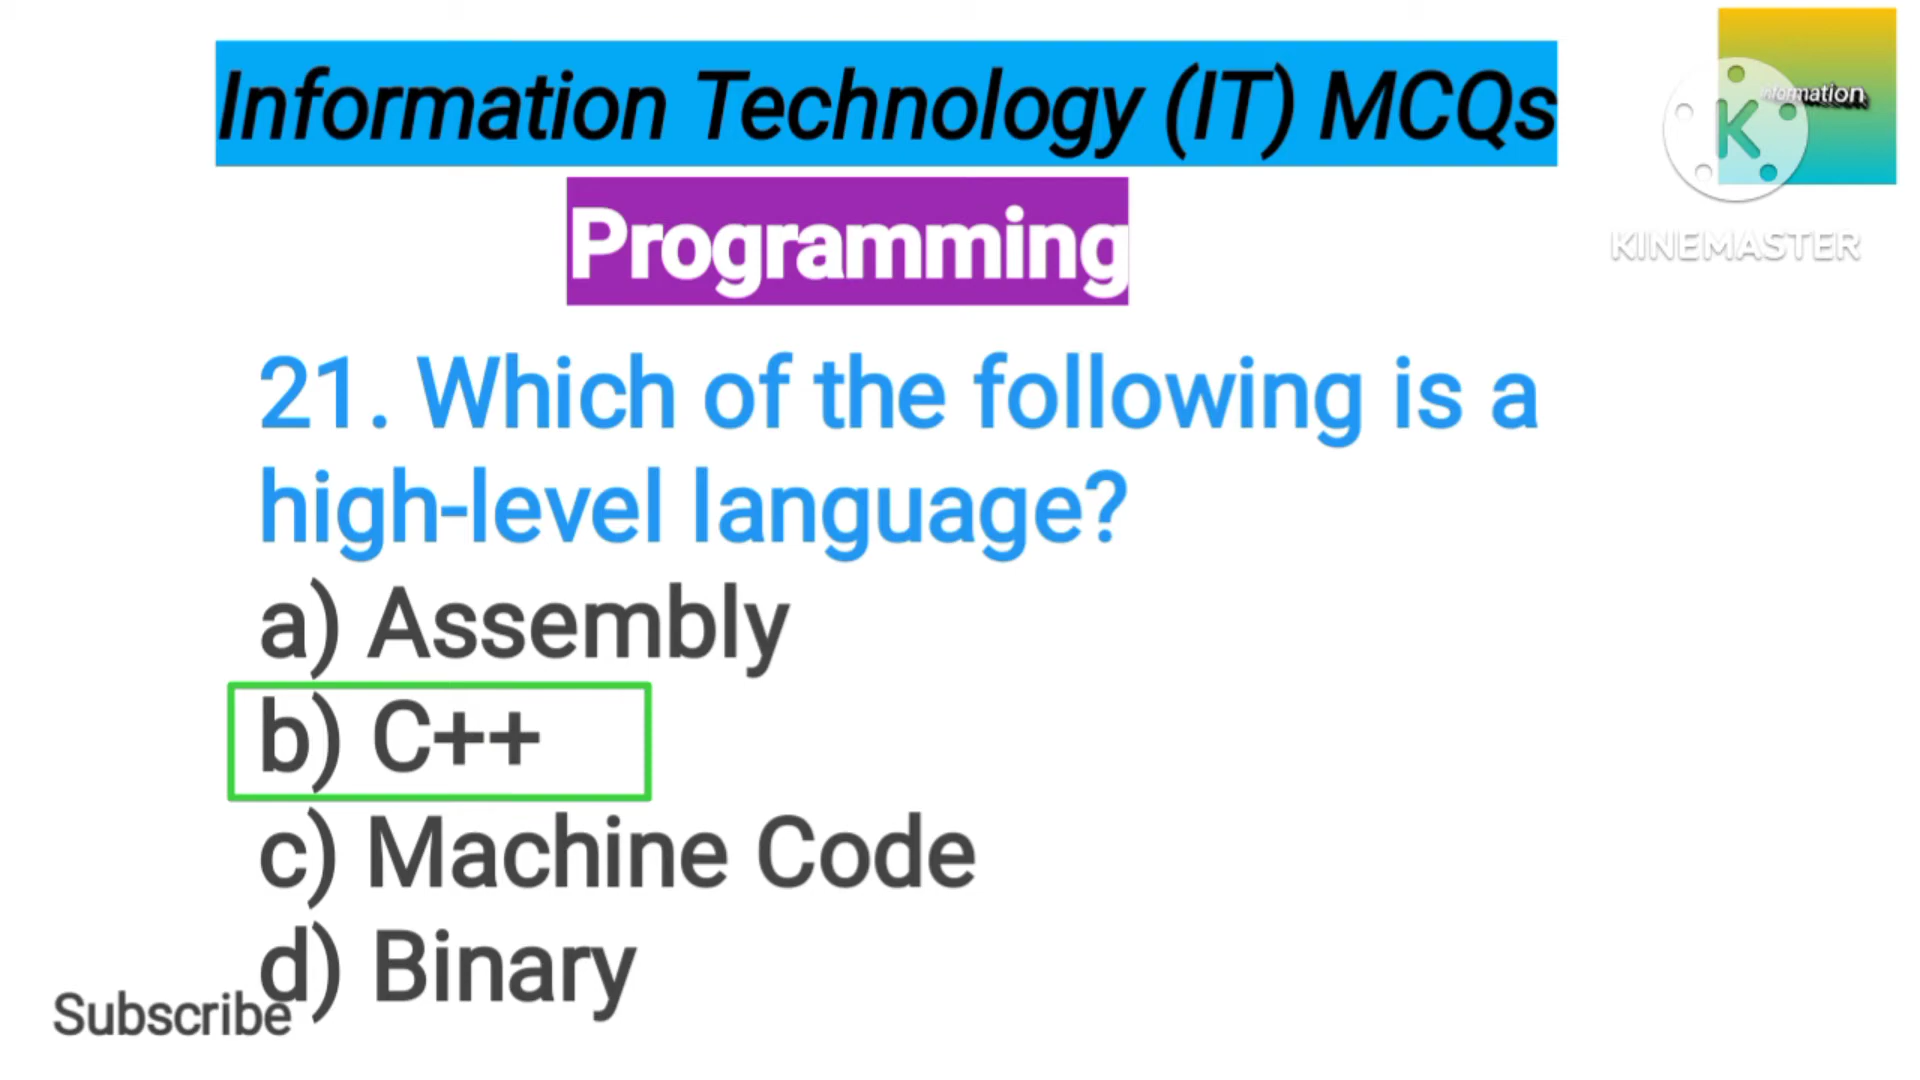 Information Technology (IT) MCQs
Information
KINEMASTER
Programming
21. Which of the following is a
high-level language?
a) Assembly
b) C++
c) Machine Code
d) Binary
Subscribe